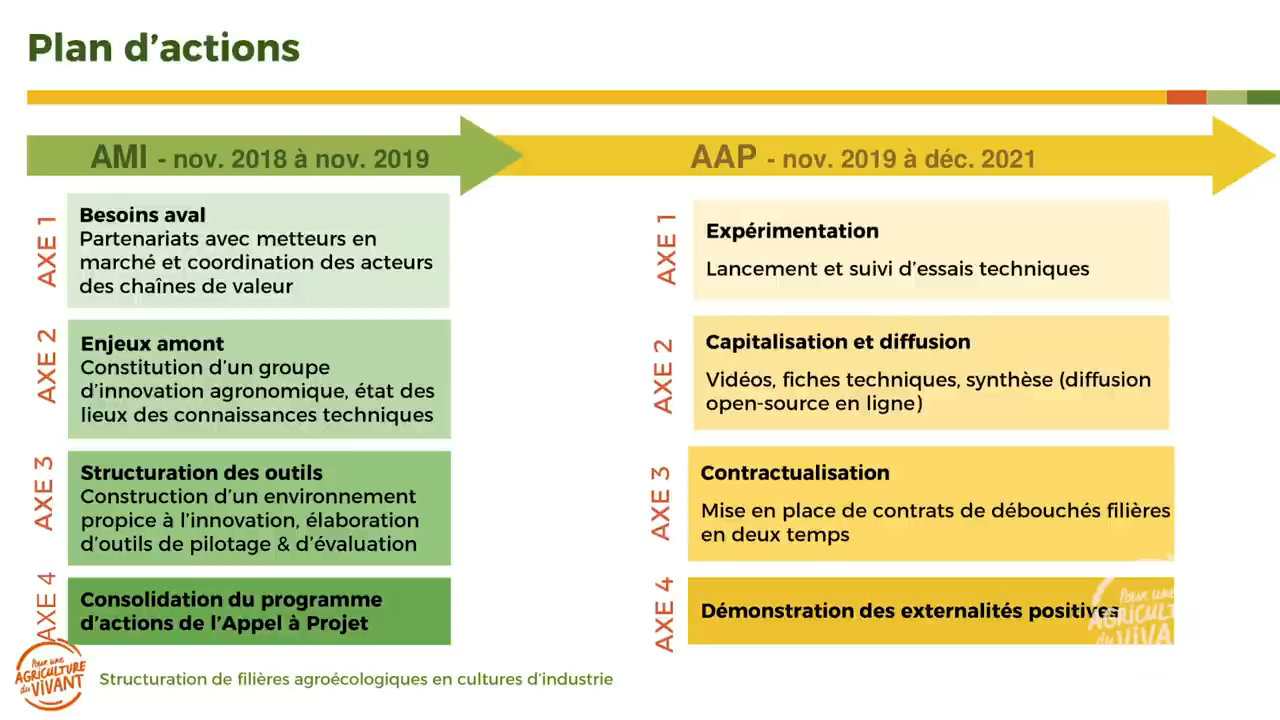 Plan d'actions
AMI - nov. 2018 à nov. 2019
AXE 1
Besoins aval
Partenariats avec metteurs en
marché et coordination des acteurs
des chaînes de valeur
AXE 2
Enjeux amont
Constitution d'un groupe
d'innovation agronomique, état des
lieux des connaissances techniques
AXE 3
Structuration des outils
Construction d'un environnement
propice à l'innovation, élaboration
d'outils de pilotage & d'évaluation
AXE 4
Consolidation du programme
d'actions de l'Appel à Projet
AAP - nov. 2019 à déc. 2021
AXE 1
Expérimentation
Lancement et suivi d'essais techniques
AXE 2
Capitalisation et diffusion
Vidéos, fiches techniques, synthèse (diffusion
open-source en ligne)
AXE 3
Contractualisation
Mise en place de contrats de débouchés filières
en deux temps
AXE 4
Démonstration des externalités positives
Pour une
AGRICULTURE
du VIVANT
Pour une
AGRICULT
du VIVA
Structuration de filières agroécologiques en cultures d'industrie